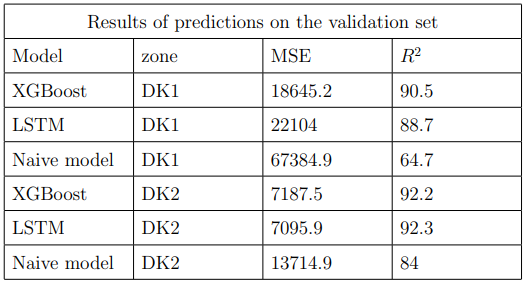 Results of predictions on the validation set
Model zone MSE R²
XGBoost DK1 18645.2 90.5
LSTM DK1 22104 88.7
Naive model DK1 67384.9 64.7
XGBoost DK2 7187.5 92.2
LSTM DK2 7095.9 92.3
Naive model DK2 13714.9 84